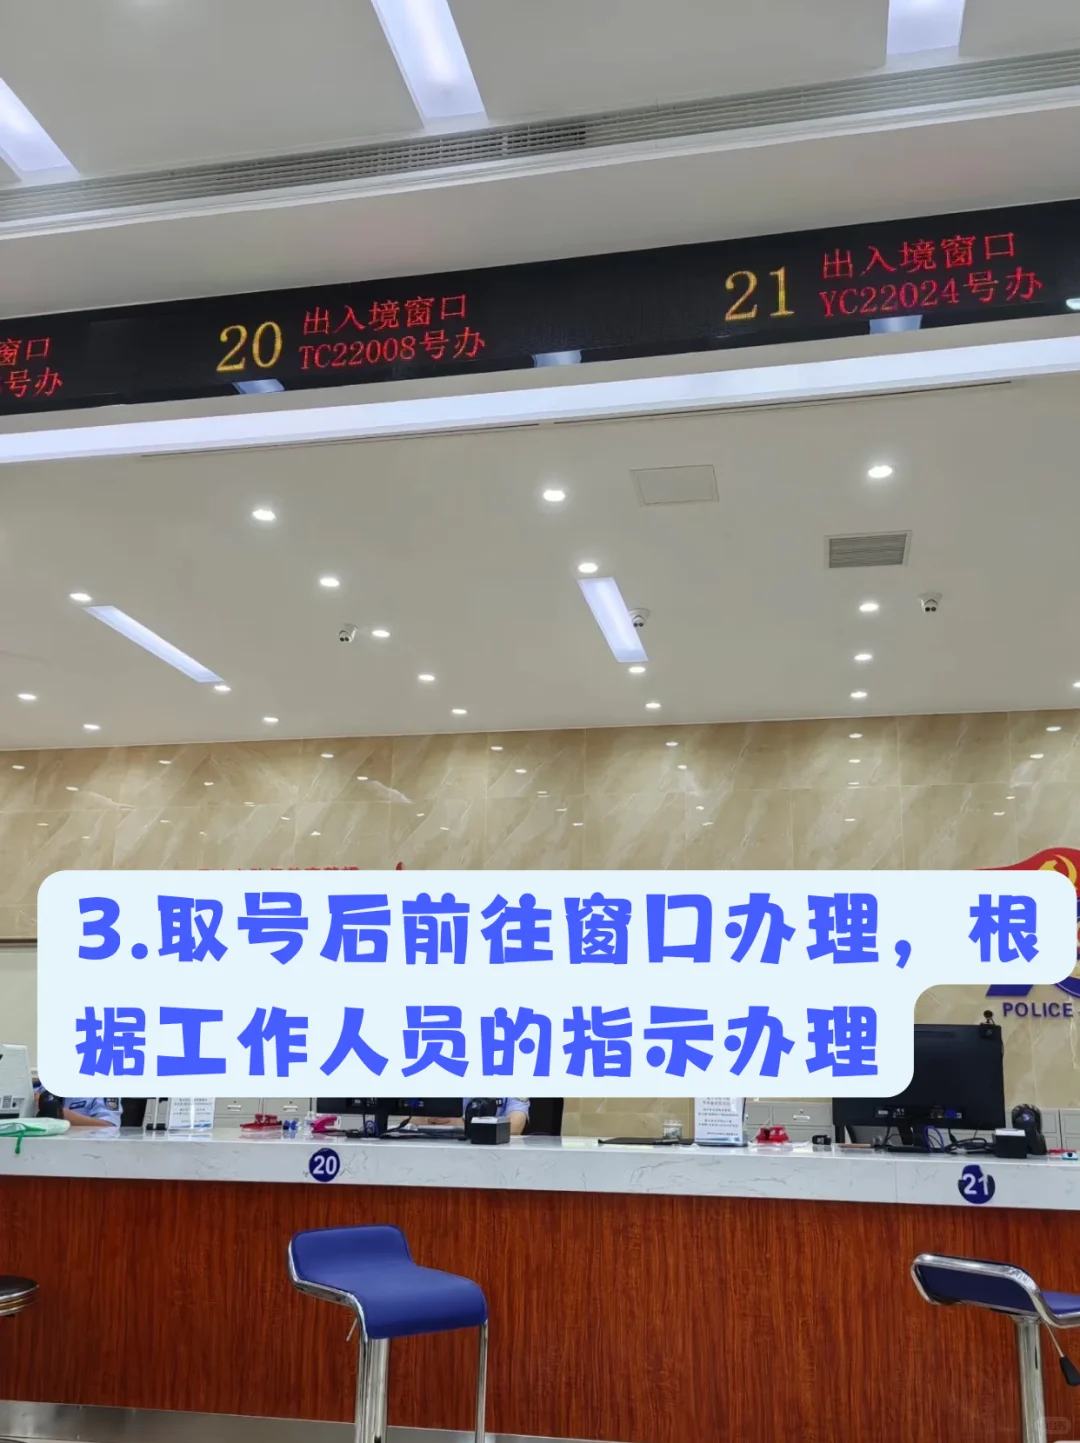 出入境窗口
21
YC22024号办
出入境窗口
20
TC22008号办
窗口
号办
3.取号后前往窗口办理，根
据工作人员的指示办理
POLICE
20
21